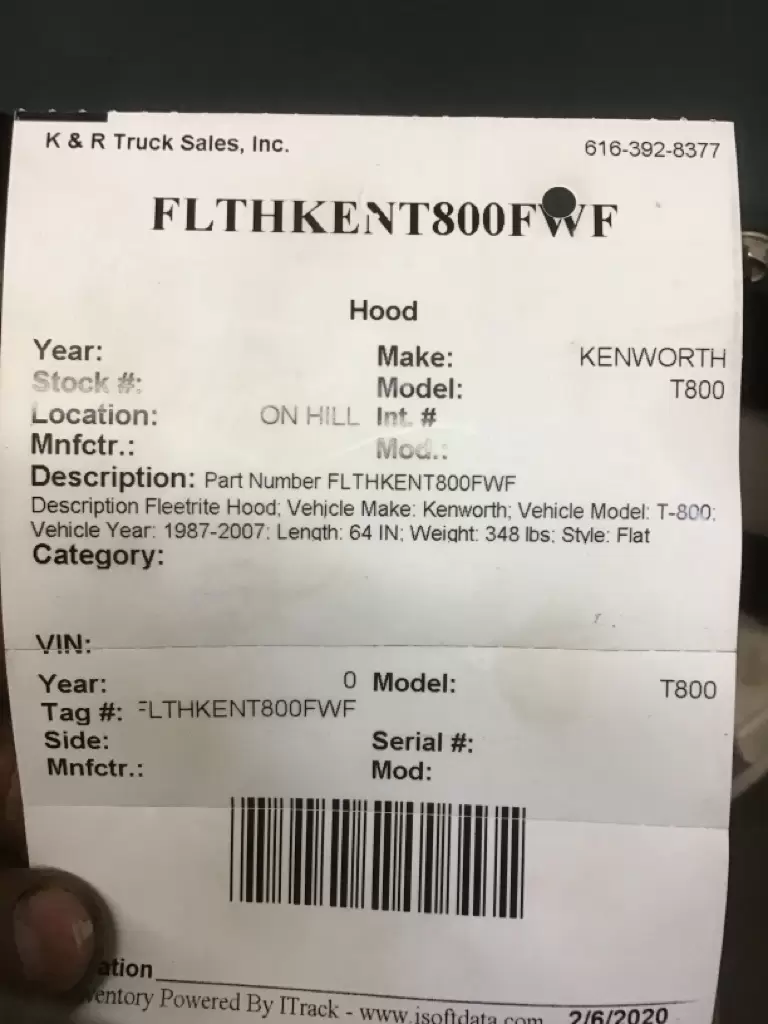 K & R Truck Sales, Inc. 616-392-8377
FLTHKENT800FWF
Hood
Year: Make: KENWORTH
Stock #: Model: T800
Location: ON HILL Int. #
Mnfctr.: Mod.:
Description: Part Number FLTHKENT800FWF
Description Fleetrite Hood; Vehicle Make: Kenworth; Vehicle Model: T-800;
Vehicle Year: 1987-2007; Length: 64 IN; Weight: 348 lbs; Style: Flat
Category:
VIN:
Year: 0 Model: T800
Tag #: FLTHKENT800FWF
Side: Serial #:
Mnfctr.: Mod:
ation
ventory Powered By ITrack - www.isoftdata.com 2/6/2020